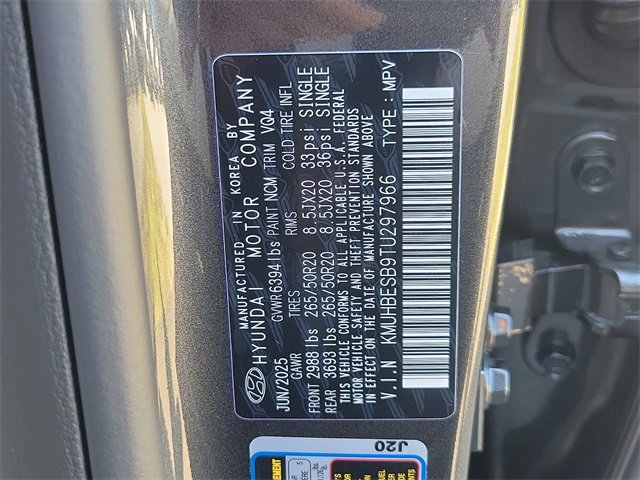 MANUFACTURED IN KOREA BY
HYUNDAI MOTOR COMPANY
JUN/2025 GVWR 6394 lbs PAINT NCM TRIM VQ4
GAWR TIRES RIMS COLD TIRE INFL
FRONT 2988 lbs 265/50R20 8.5JX20 33psi SINGLE
REAR 3693 lbs 265/50R20 8.5JX20 36psi SINGLE
THIS VEHICLE CONFORMS TO ALL APPLICABLE U.S.A. FEDERAL
MOTOR VEHICLE SAFETY AND THEFT PREVENTION STANDARDS
IN EFFECT ON THE DATE OF MANUFACTURE SHOWN ABOVE
V.I.N KMUHBESB9TU297966 TYPE : MPV
J20